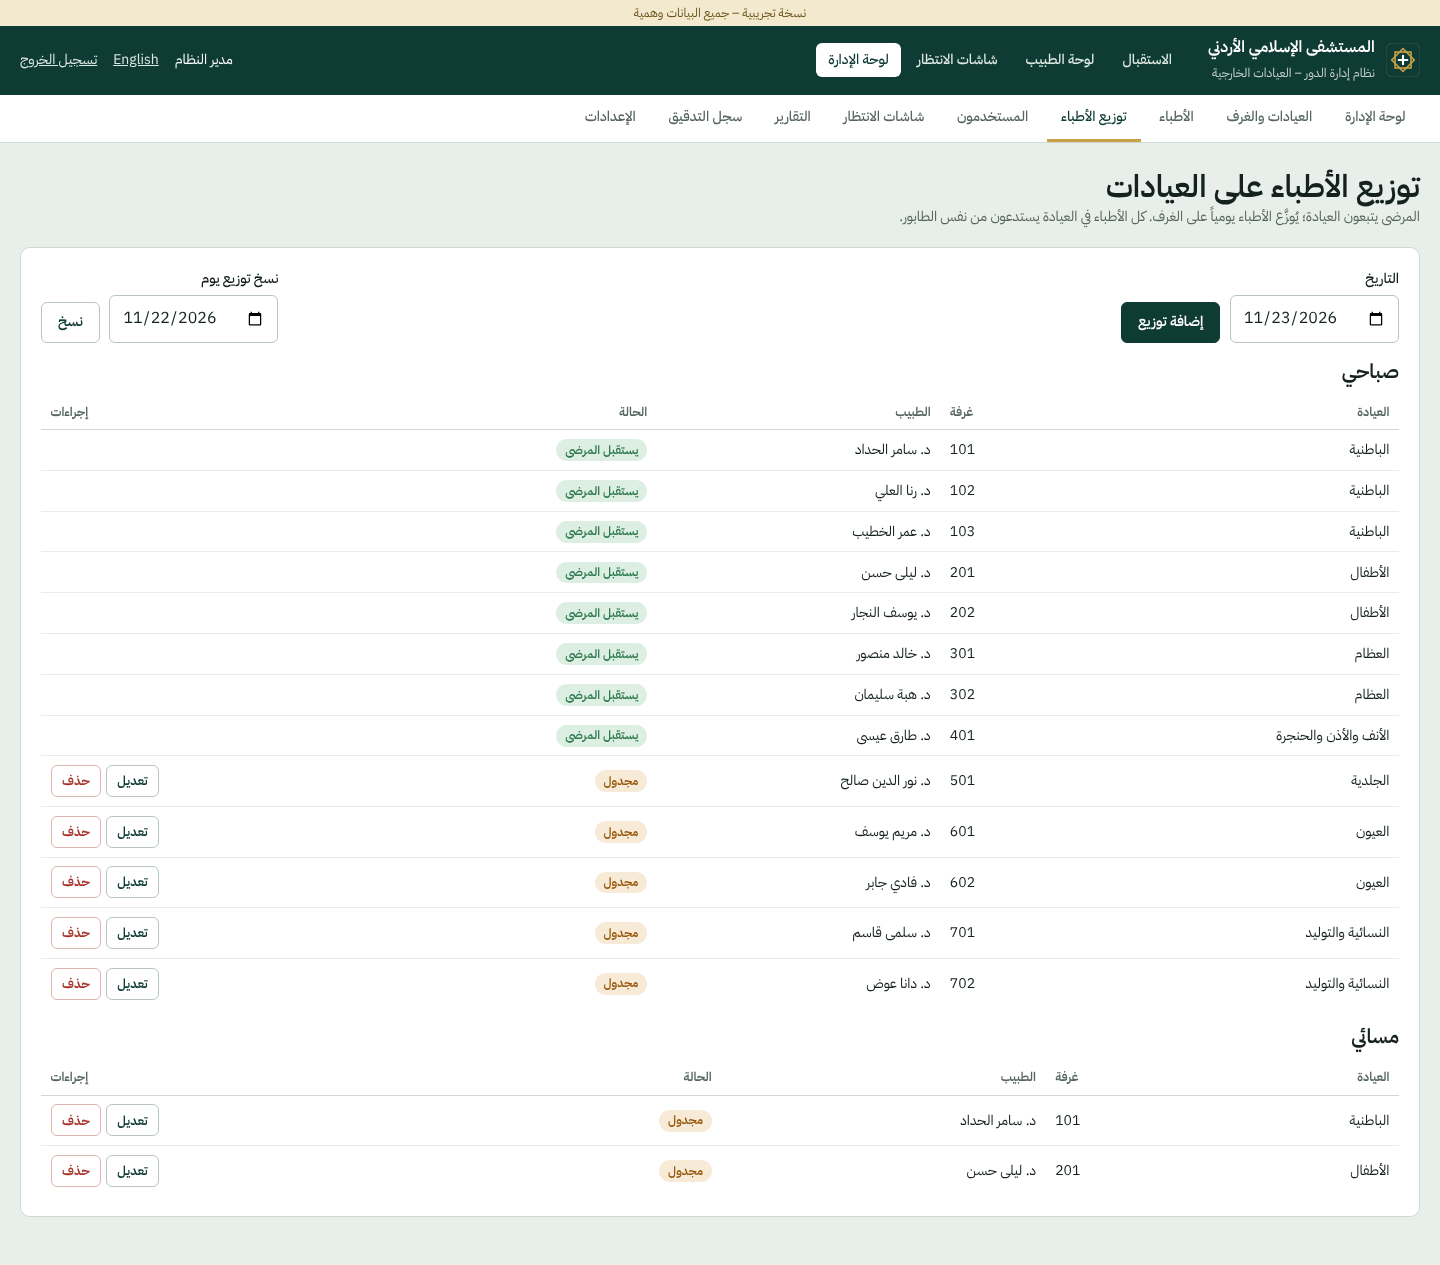 نسخة تجريبية – جميع البيانات وهمية
المستشفى الإسلامي الأردني
نظام إدارة الدور – العيادات الخارجية
الاستقبال
لوحة الطبيب
شاشات الانتظار
لوحة الإدارة
مدير النظام
English
تسجيل الخروج
لوحة الإدارة
العيادات والغرف
الأطباء
توزيع الأطباء
المستخدمون
شاشات الانتظار
التقارير
سجل التدقيق
الإعدادات
توزيع الأطباء على العيادات
المرضى يتبعون العيادة؛ يُوزَّع الأطباء يومياً على الغرف. كل الأطباء في العيادة يستدعون من نفس الطابور.
التاريخ
11/23/2026
إضافة توزيع
نسخ توزيع يوم
11/22/2026
نسخ
صباحي
العيادة غرفة الطبيب الحالة إجراءات
الباطنية 101 د. سامر الحداد يستقبل المرضى
الباطنية 102 د. رنا العلي يستقبل المرضى
الباطنية 103 د. عمر الخطيب يستقبل المرضى
الأطفال 201 د. ليلى حسن يستقبل المرضى
الأطفال 202 د. يوسف النجار يستقبل المرضى
العظام 301 د. خالد منصور يستقبل المرضى
العظام 302 د. هبة سليمان يستقبل المرضى
الأنف والأذن والحنجرة 401 د. طارق عيسى يستقبل المرضى
الجلدية 501 د. نور الدين صالح مجدول تعديل حذف
العيون 601 د. مريم يوسف مجدول تعديل حذف
العيون 602 د. فادي جابر مجدول تعديل حذف
النسائية والتوليد 701 د. سلمى قاسم مجدول تعديل حذف
النسائية والتوليد 702 د. دانا عوض مجدول تعديل حذف
مسائي
العيادة غرفة الطبيب الحالة إجراءات
الباطنية 101 د. سامر الحداد مجدول تعديل حذف
الأطفال 201 د. ليلى حسن مجدول تعديل حذف